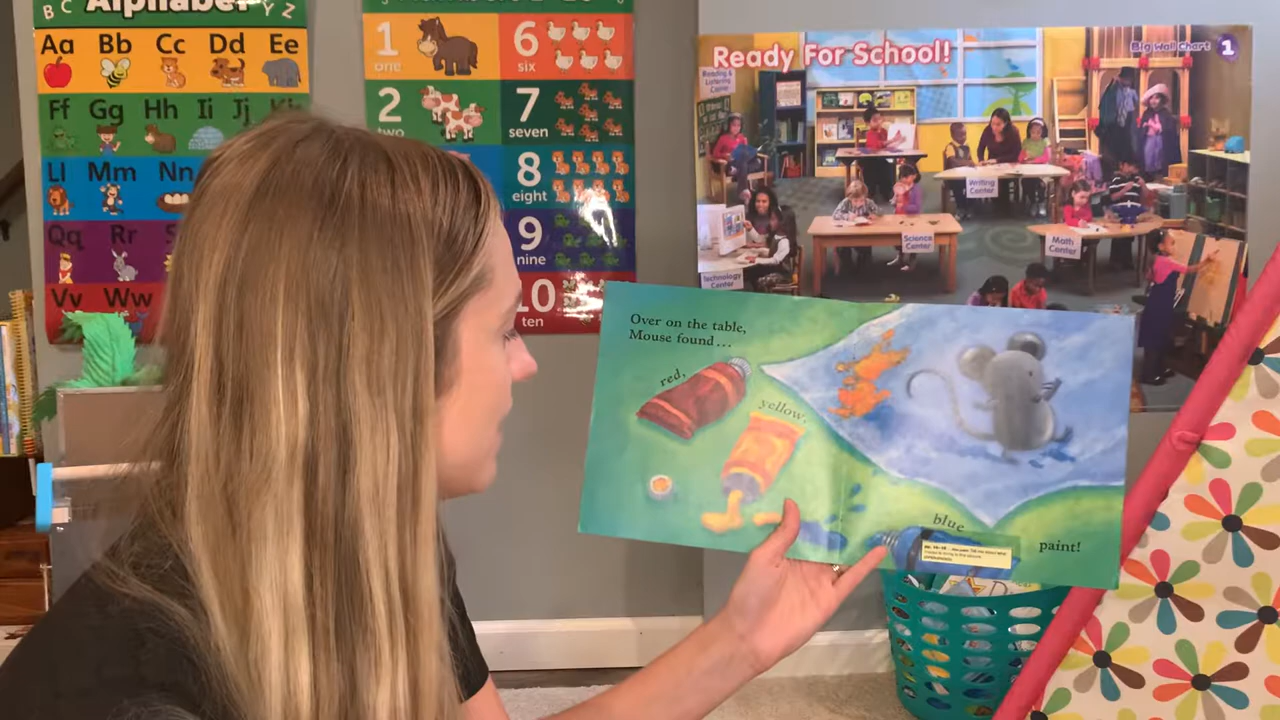 B C Alphabet Y Z
Aa Bb Cc Dd Ee
Ff Gg Hh Ii Jj
Ll Mm Nn
Qq Rr
Vv Ww
1
one
6
six
2
two
7
seven
8
eight
9
nine
10
ten
Ready For School!
Big Wall Chart 1
Reading &
Listening
Center
Writing
Center
Science
Center
Math
Center
Technology
Center
Over on the table,
Mouse found...
red,
yellow,
blue
paint!